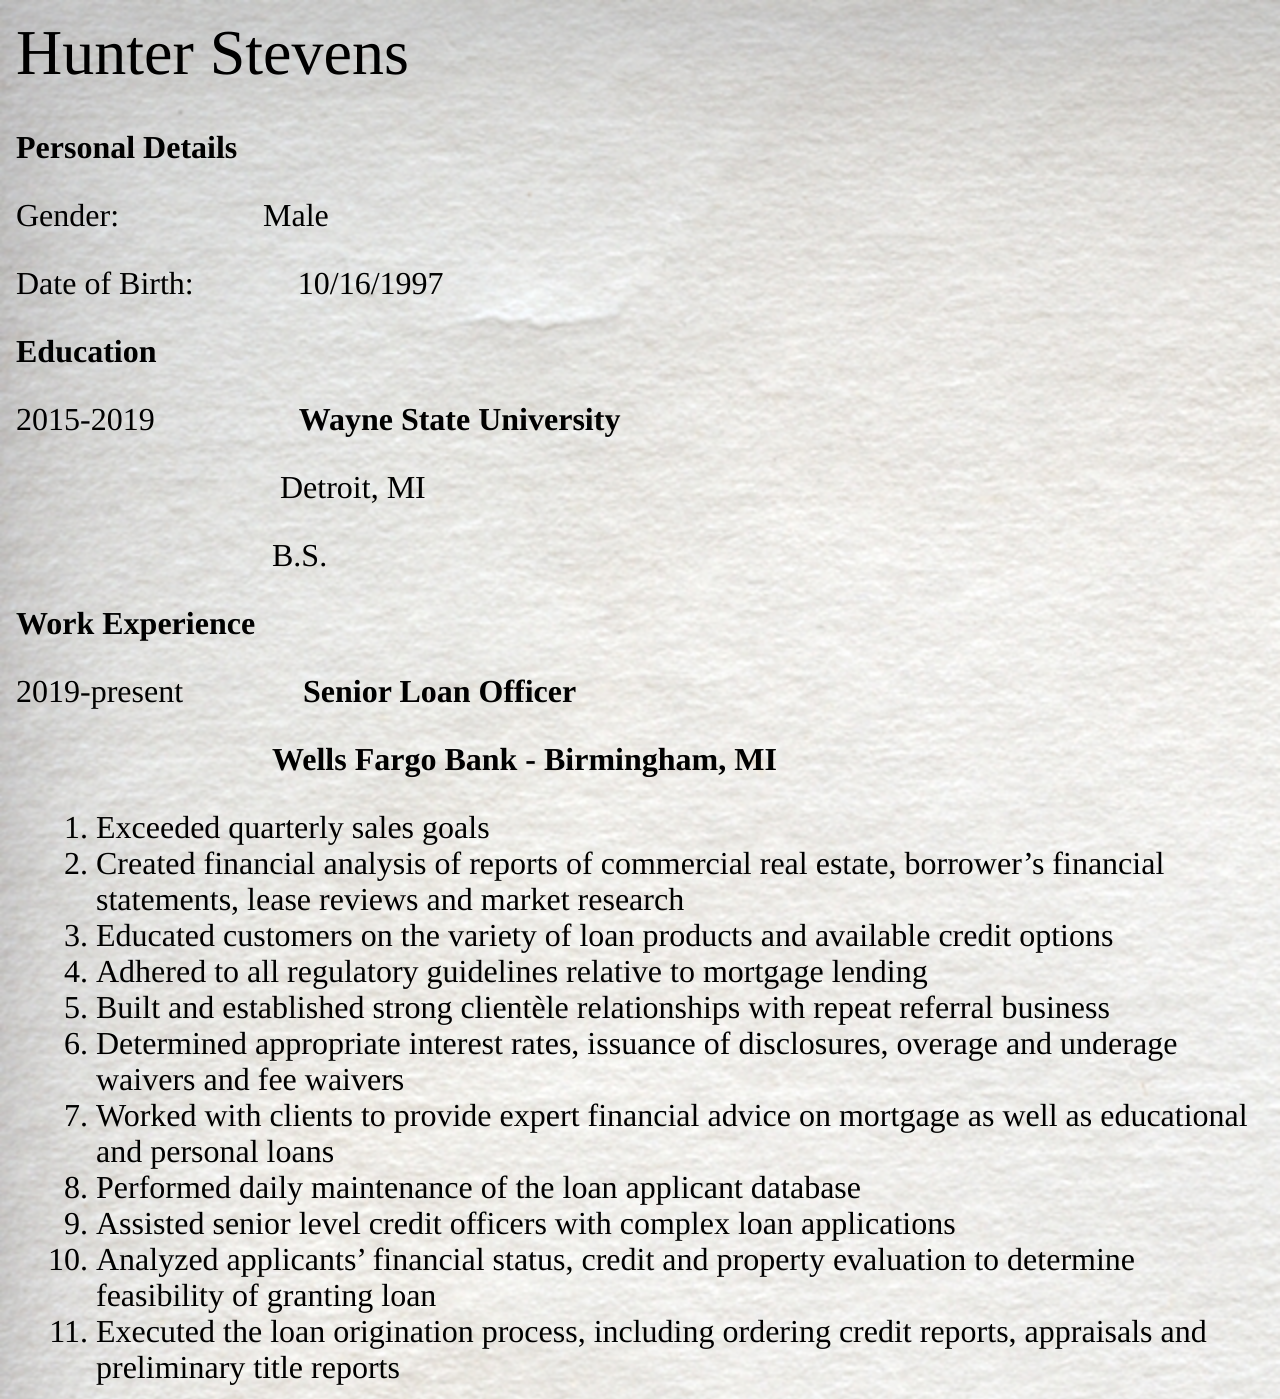 Hunter Stevens
Personal Details
Gender: Male
Date of Birth: 10/16/1997
Education
2015-2019 Wayne State University
Detroit, MI
B.S.
Work Experience
2019-present Senior Loan Officer
Wells Fargo Bank - Birmingham, MI
1. Exceeded quarterly sales goals
2. Created financial analysis of reports of commercial real estate, borrower’s financial
statements, lease reviews and market research
3. Educated customers on the variety of loan products and available credit options
4. Adhered to all regulatory guidelines relative to mortgage lending
5. Built and established strong clientèle relationships with repeat referral business
6. Determined appropriate interest rates, issuance of disclosures, overage and underage
waivers and fee waivers
7. Worked with clients to provide expert financial advice on mortgage as well as educational
and personal loans
8. Performed daily maintenance of the loan applicant database
9. Assisted senior level credit officers with complex loan applications
10. Analyzed applicants’ financial status, credit and property evaluation to determine
feasibility of granting loan
11. Executed the loan origination process, including ordering credit reports, appraisals and
preliminary title reports